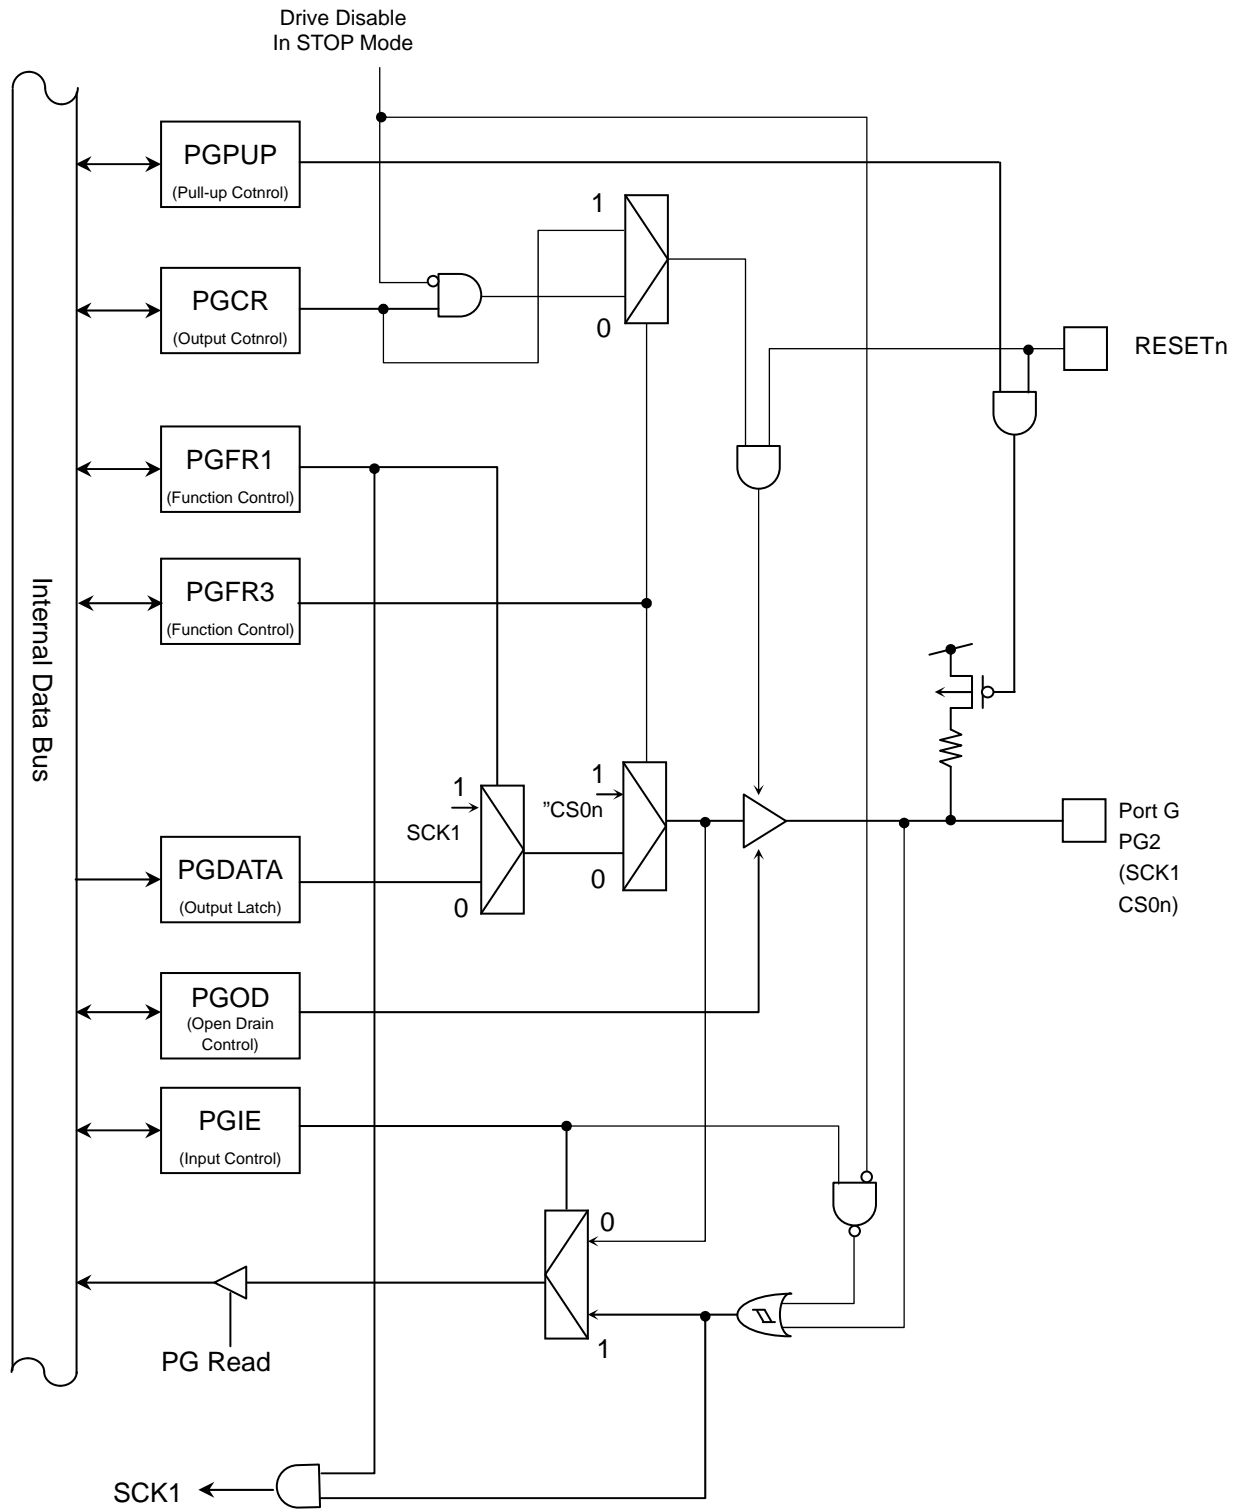 Drive Disable
In STOP Mode
PGPUP
(Pull-up Cotnrol)
1
PGCR
(Output Cotnrol)
0
RESETn
PGFR1
(Function Control)
PGFR3
(Function Control)
Internal Data Bus
1
SCK1
1
”CS0n
Port G
PG2
(SCK1
CS0n)
PGDATA
(Output Latch)
0
0
PGOD
(Open Drain
Control)
PGIE
(Input Control)
0
1
PG Read
SCK1